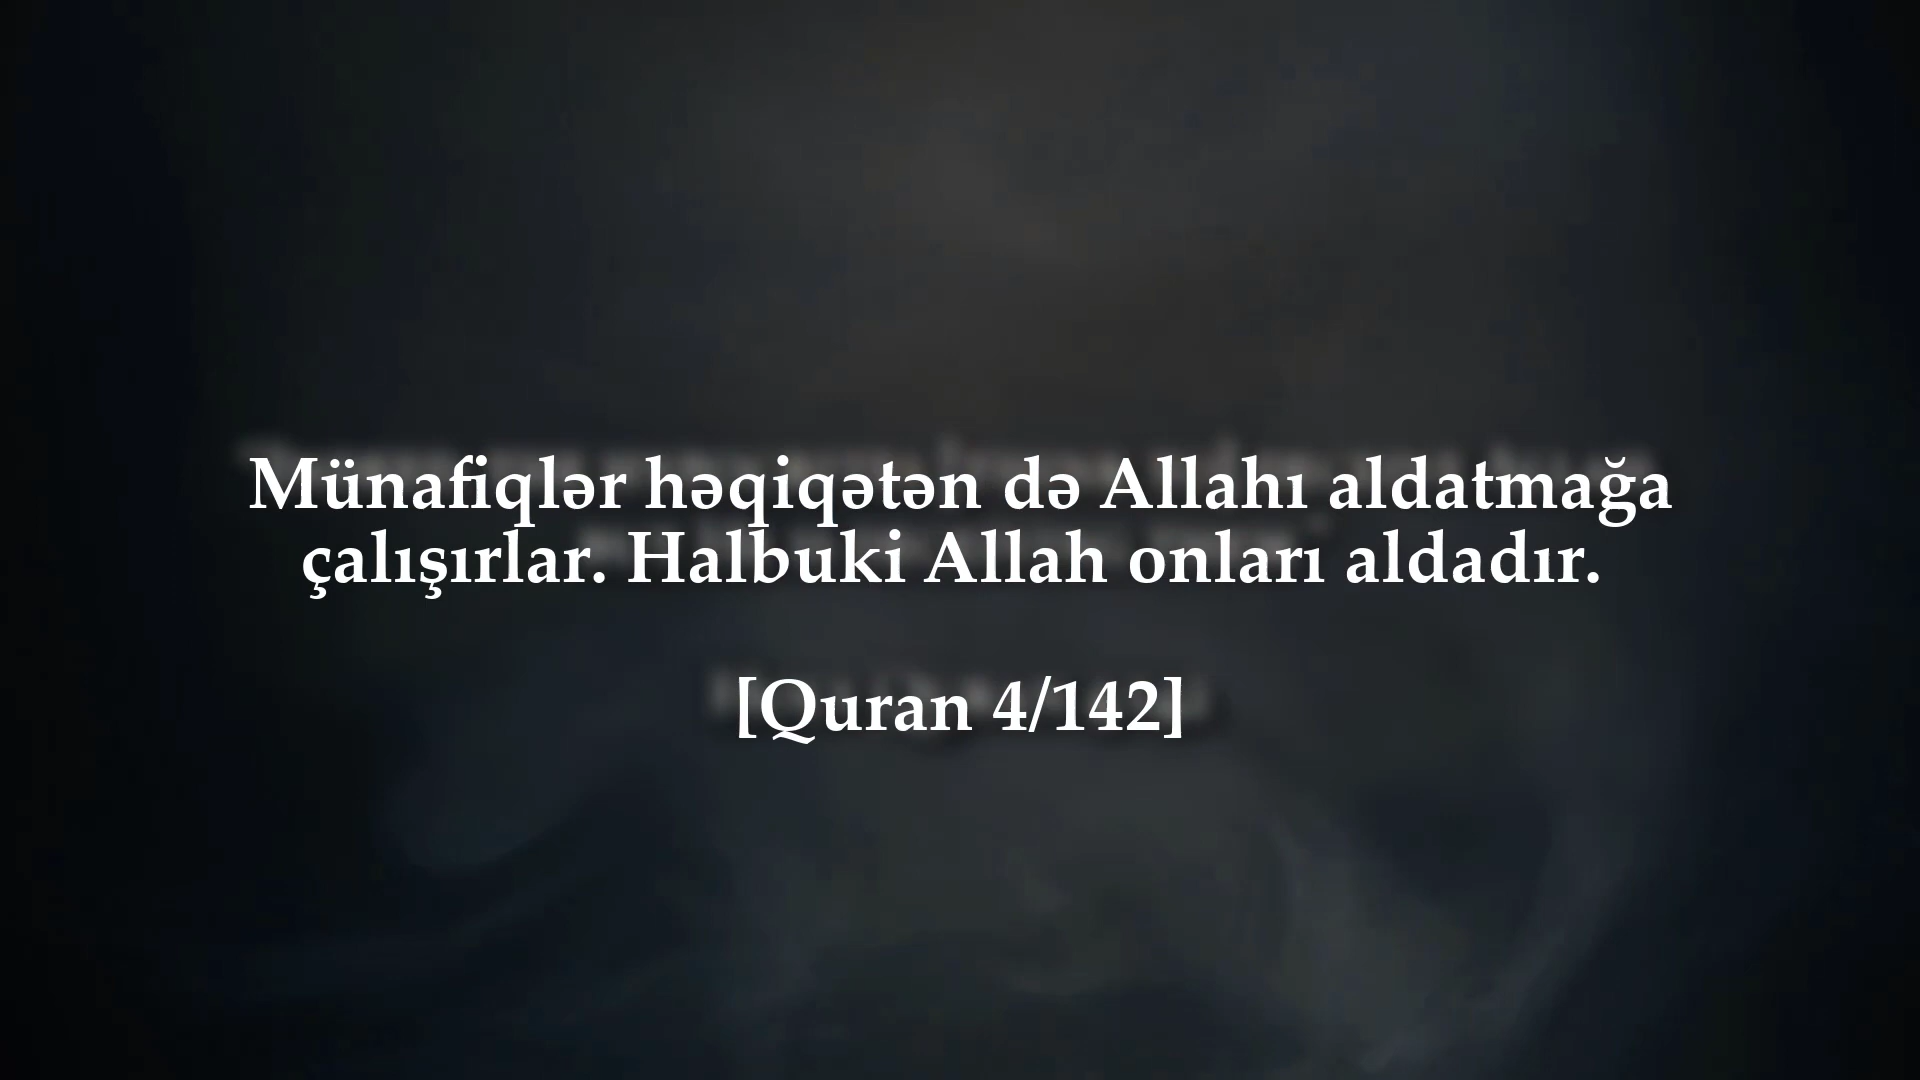 Münafiqlər həqiqətən də Allahı aldatmağa
çalışırlar. Halbuki Allah onları aldadır.
[Quran 4/142]